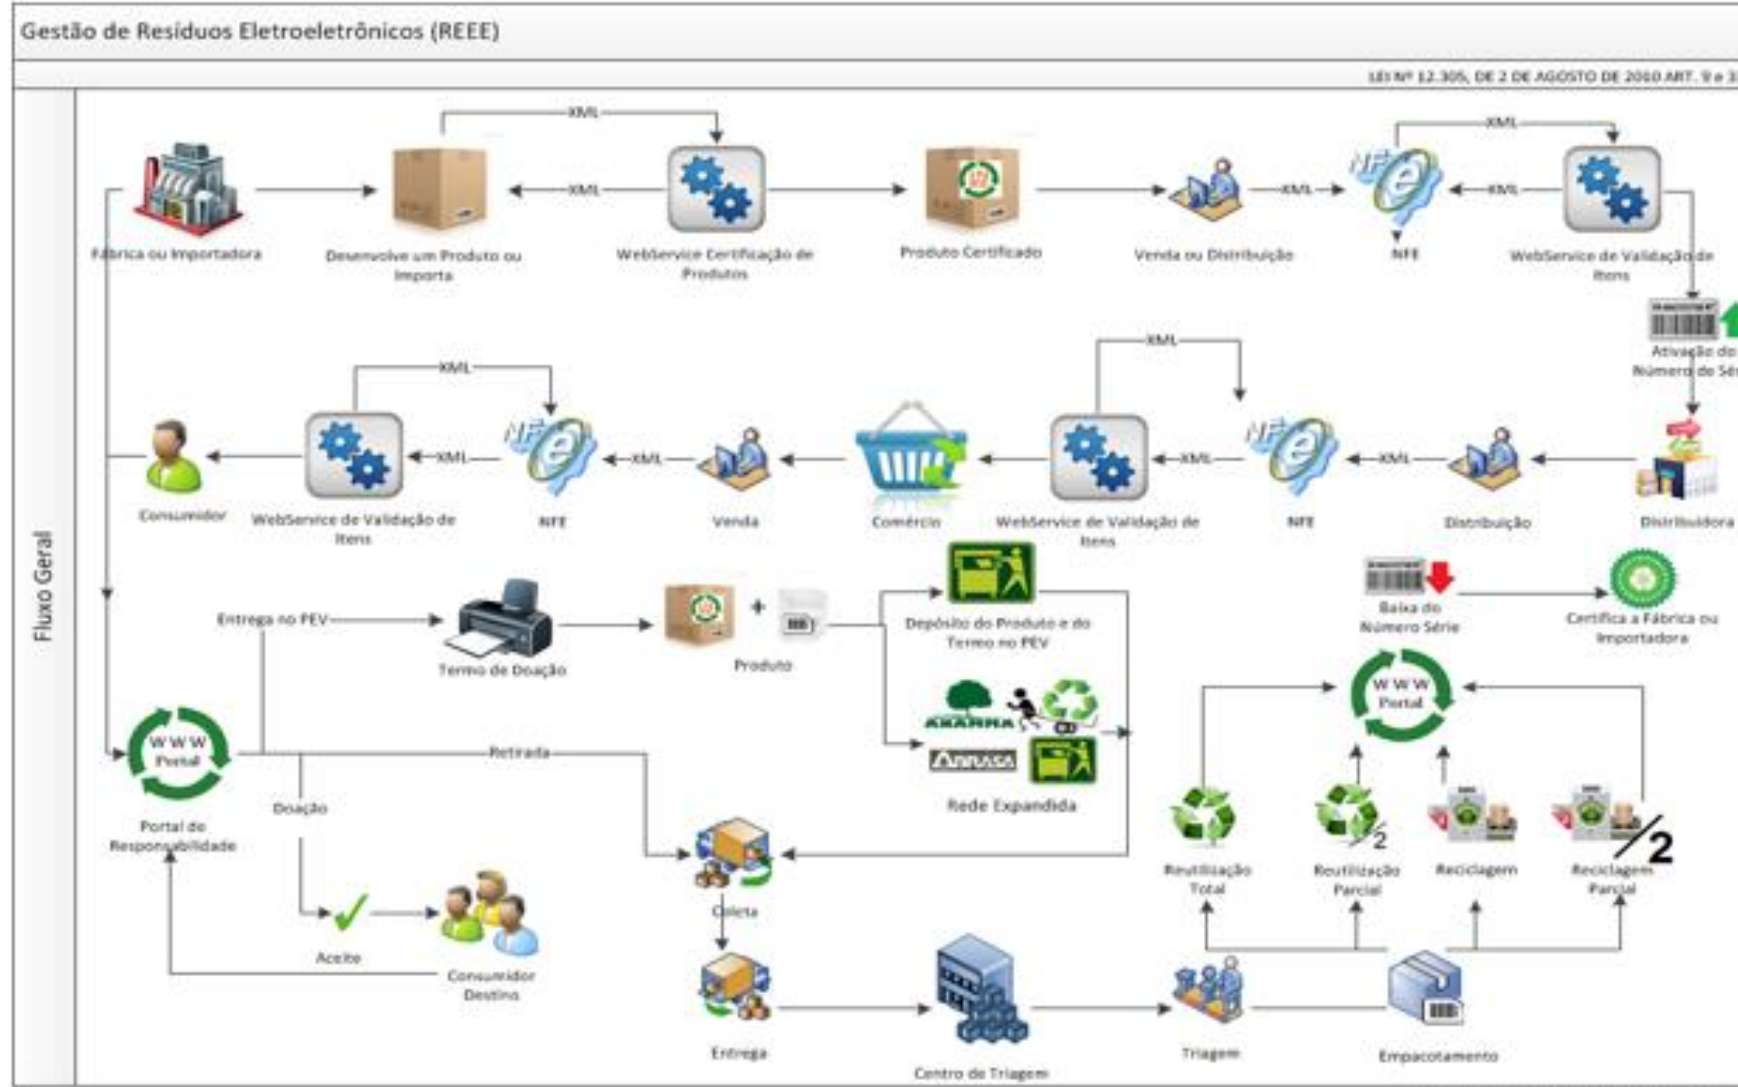 Gestão de Resíduos Eletroeletrônicos (REEE)
LEI Nº 12.305, DE 2 DE AGOSTO DE 2010 ART. 9 e 3
Fluxo Geral
XML
XML
XML
XML
XML
NFE
Fábrica ou Importadora
Desenvolve um Produto ou
Importa
WebService Certificação de
Produtos
Produto Certificado
Venda ou Distribuição
NFE
WebService de Validação de
Itens
Ativação do
Número de Sér
XML
XML
NFE
XML
XML
NFE
XML
XML
Consumidor
WebService de Validação de
Itens
NFE
Venda
Comércio
WebService de Validação de
Itens
NFE
Distribuição
Distribuidora
Entrega no PEV
Termo de Doação
+
Produto
Depósito do Produto e do
Termo no PEV
Baixa do
Número Série
Certifica a Fábrica ou
Importadora
WWW
Portal
ABRASA
Rede Expandida
WWW
Portal
Retirada
Doação
Portal de
Responsabilidade
Aceite
Consumidor
Destino
Coleta
Reutilização
Total
/2
Reutilização
Parcial
Reciclagem
/2
Reciclagem
Parcial
Entrega
Centro de Triagem
Triagem
Empacotamento